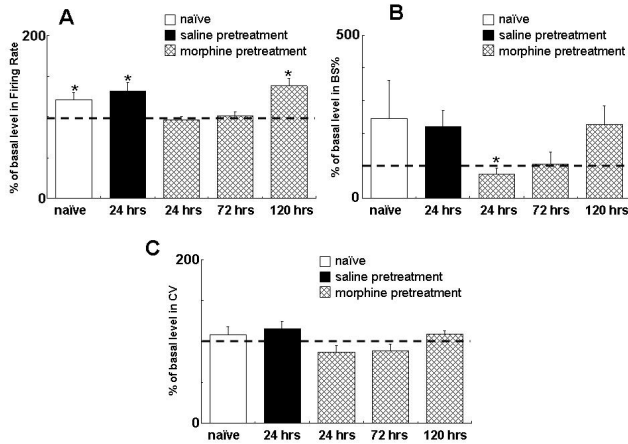 A
naïve
saline pretreatment
morphine pretreatment
% of basal level in Firing Rate
200
100
0
*
*
*
naïve
24 hrs
24 hrs
72 hrs
120 hrs
B
naïve
saline pretreatment
morphine pretreatment
% of basal level in BS%
500
100
0
*
naïve
24 hrs
24 hrs
72 hrs
120 hrs
C
naïve
saline pretreatment
morphine pretreatment
% of basal level in CV
200
100
0
naïve
24 hrs
24 hrs
72 hrs
120 hrs